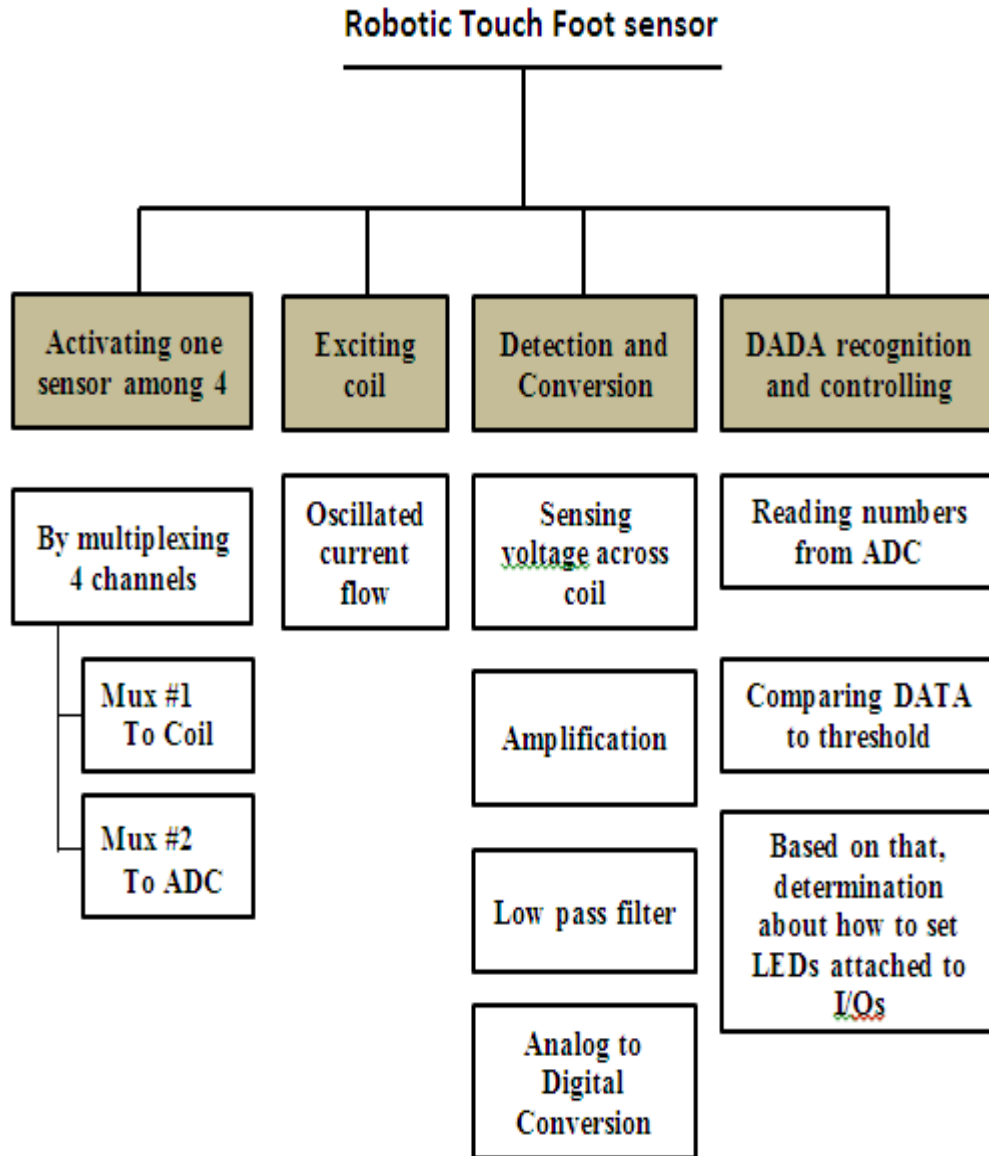 Robotic Touch Foot sensor
Activating one
sensor among 4
Exciting
coil
Detection and
Conversion
DADA recognition
and controlling
By multiplexing
4 channels
Mux #1
To Coil
Mux #2
To ADC
Oscillated
current
flow
Sensing
voltage across
coil
Amplification
Low pass filter
Analog to
Digital
Conversion
Reading numbers
from ADC
Comparing DATA
to threshold
Based on that,
determination
about how to set
LEDs attached to
I/Os